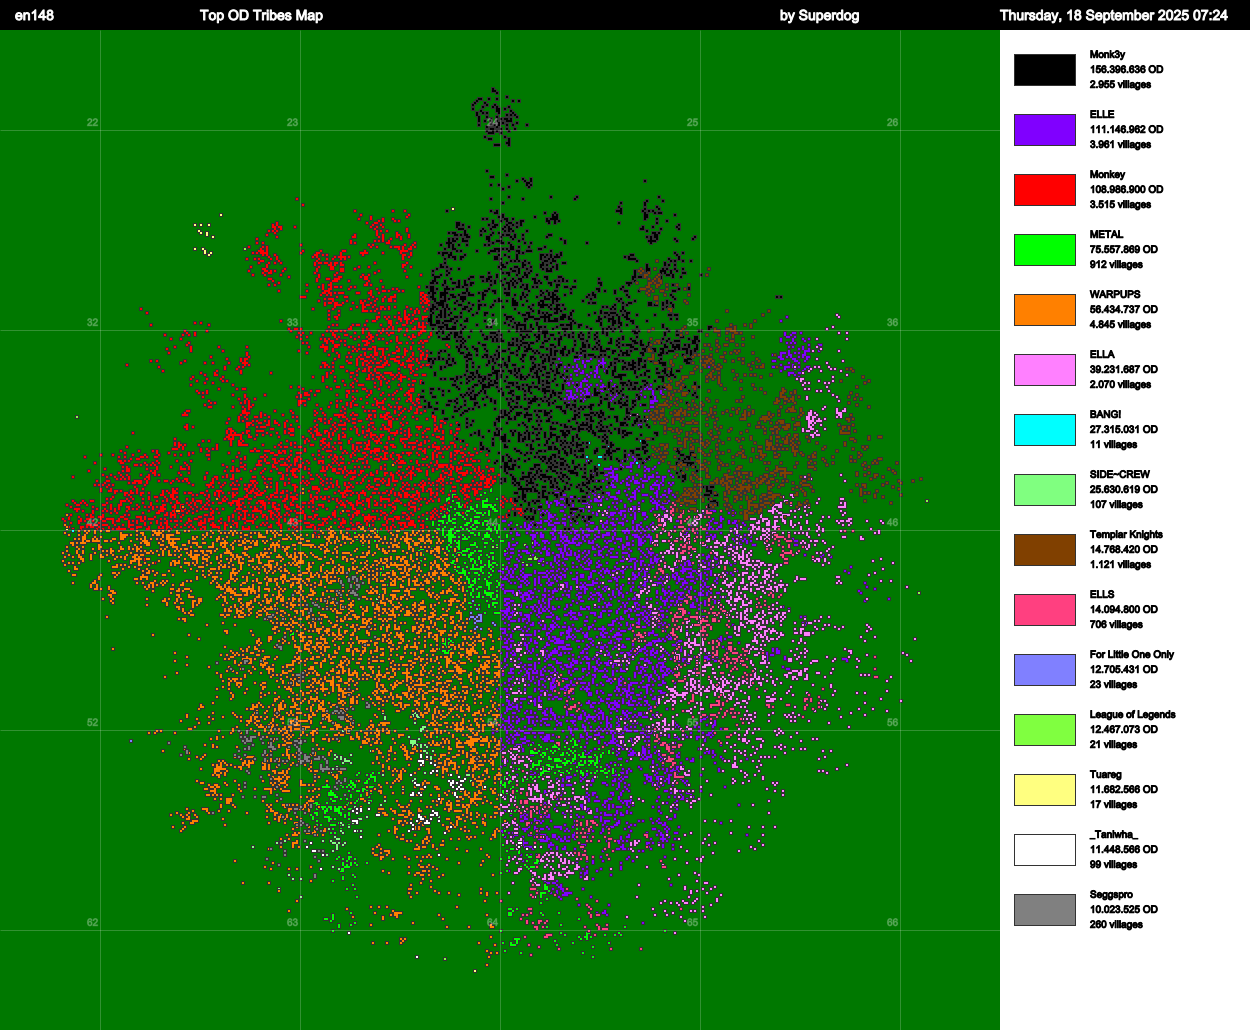 en148 Top OD Tribes Map by Superdog Thursday, 18 September 2025 07:24
Monk3y
156.396.636 OD
2.955 villages
ELLE
111.146.962 OD
3.961 villages
Monkey
108.986.900 OD
3.515 villages
METAL
75.557.869 OD
912 villages
WARPUPS
56.434.737 OD
4.845 villages
ELLA
39.231.687 OD
2.070 villages
BANG!
27.315.031 OD
11 villages
SIDE~CREW
25.630.619 OD
107 villages
Templar Knights
14.768.420 OD
1.121 villages
ELLS
14.094.800 OD
706 villages
For Little One Only
12.705.431 OD
23 villages
League of Legends
12.467.073 OD
21 villages
Tuareg
11.682.566 OD
17 villages
_Taniwha_
11.448.566 OD
99 villages
Seggspro
10.023.525 OD
260 villages
22 23 24 25 26
32 33 34 35 36
42 43 44 45 46
52 53 54 55 56
62 63 64 65 66